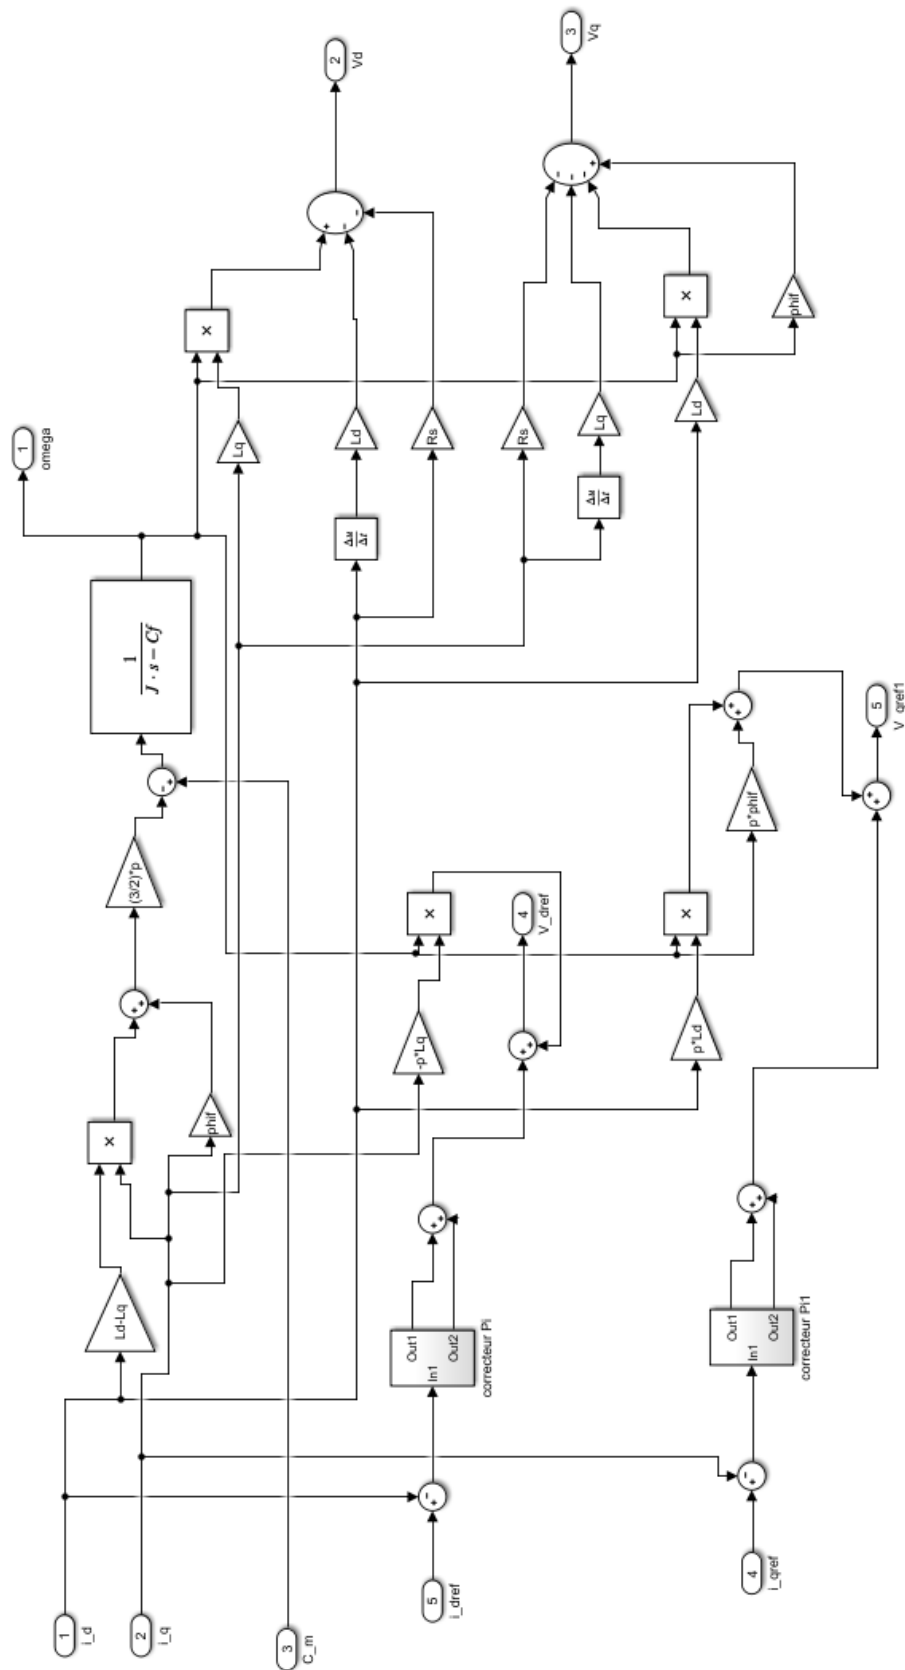 1
omega
1
i_d
Ld-Lq
×
+
+
(3/2)*p
-
+
1
J · s − Cf
2
i_q
phif
×
Lq
3
C_m
2
Vd
+
-
-
Δu
Δt
Ld
Rs
5
i_dref
+
-
In1
Out1
Out2
correcteur Pi
+
+
-p*Lq
×
+
+
4
V_dref
Rs
Δu
Δt
Lq
3
Vq
-
-
-
+
p*Ld
×
Ld
×
4
i_qref
+
-
In1
Out1
Out2
correcteur Pi1
+
+
p*phif
+
+
phif
+
+
5
V_qref1